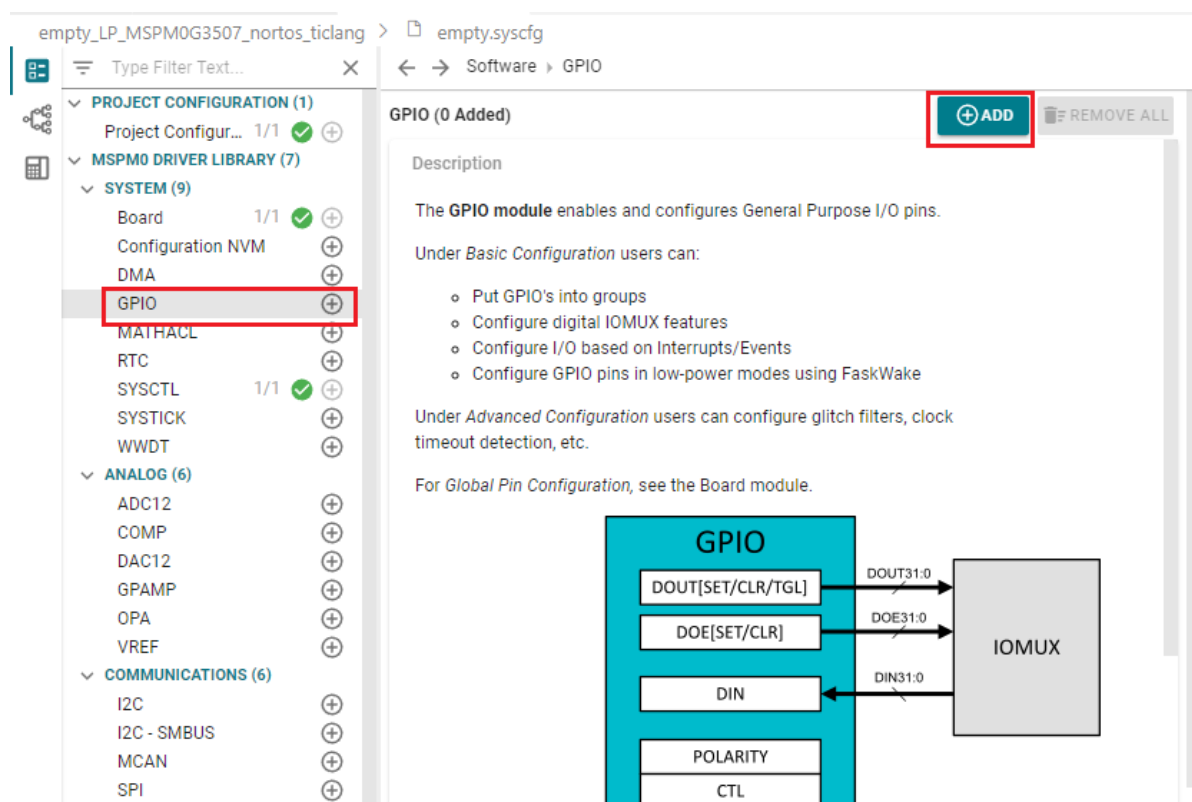 empty_LP_MSPM0G3507_nortos_ticlang > empty.syscfg
Type Filter Text...
PROJECT CONFIGURATION (1)
Project Configur... 1/1
MSPM0 DRIVER LIBRARY (7)
SYSTEM (9)
Board 1/1
Configuration NVM
DMA
GPIO
MATHACL
RTC
SYSCTL 1/1
SYSTICK
WWDT
ANALOG (6)
ADC12
COMP
DAC12
GPAMP
OPA
VREF
COMMUNICATIONS (6)
I2C
I2C - SMBUS
MCAN
SPI
Software ▸ GPIO
GPIO (0 Added)
ADD
REMOVE ALL
Description
The GPIO module enables and configures General Purpose I/O pins.
Under Basic Configuration users can:
Put GPIO's into groups
Configure digital IOMUX features
Configure I/O based on Interrupts/Events
Configure GPIO pins in low-power modes using FaskWake
Under Advanced Configuration users can configure glitch filters, clock
timeout detection, etc.
For Global Pin Configuration, see the Board module.
GPIO
DOUT[SET/CLR/TGL]
DOUT31:0
DOE[SET/CLR]
DOE31:0
IOMUX
DIN
DIN31:0
POLARITY
CTL